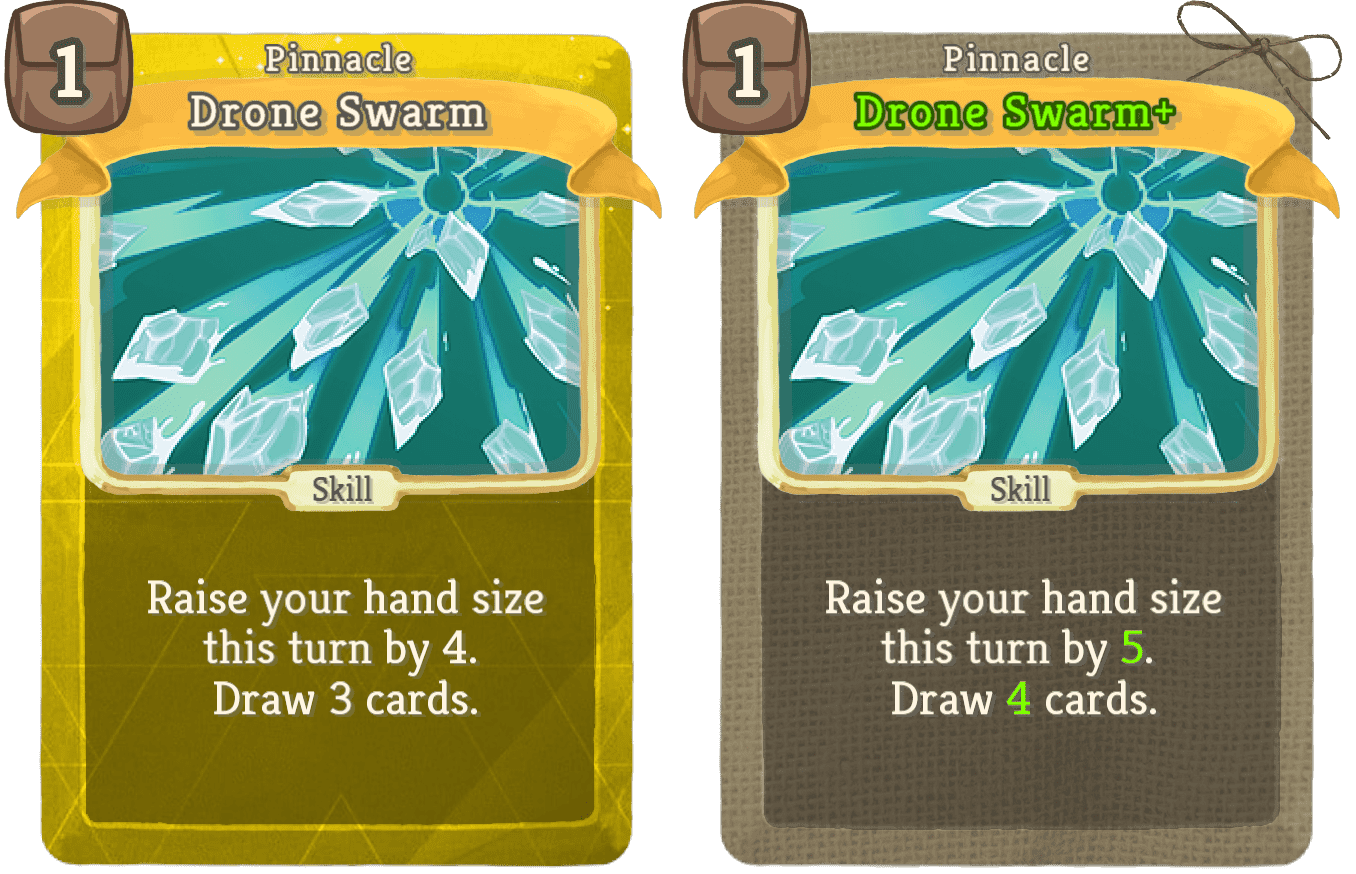 1
Pinnacle
Drone Swarm
Skill
Raise your hand size
this turn by 4.
Draw 3 cards.
1
Pinnacle
Drone Swarm+
Skill
Raise your hand size
this turn by 5.
Draw 4 cards.